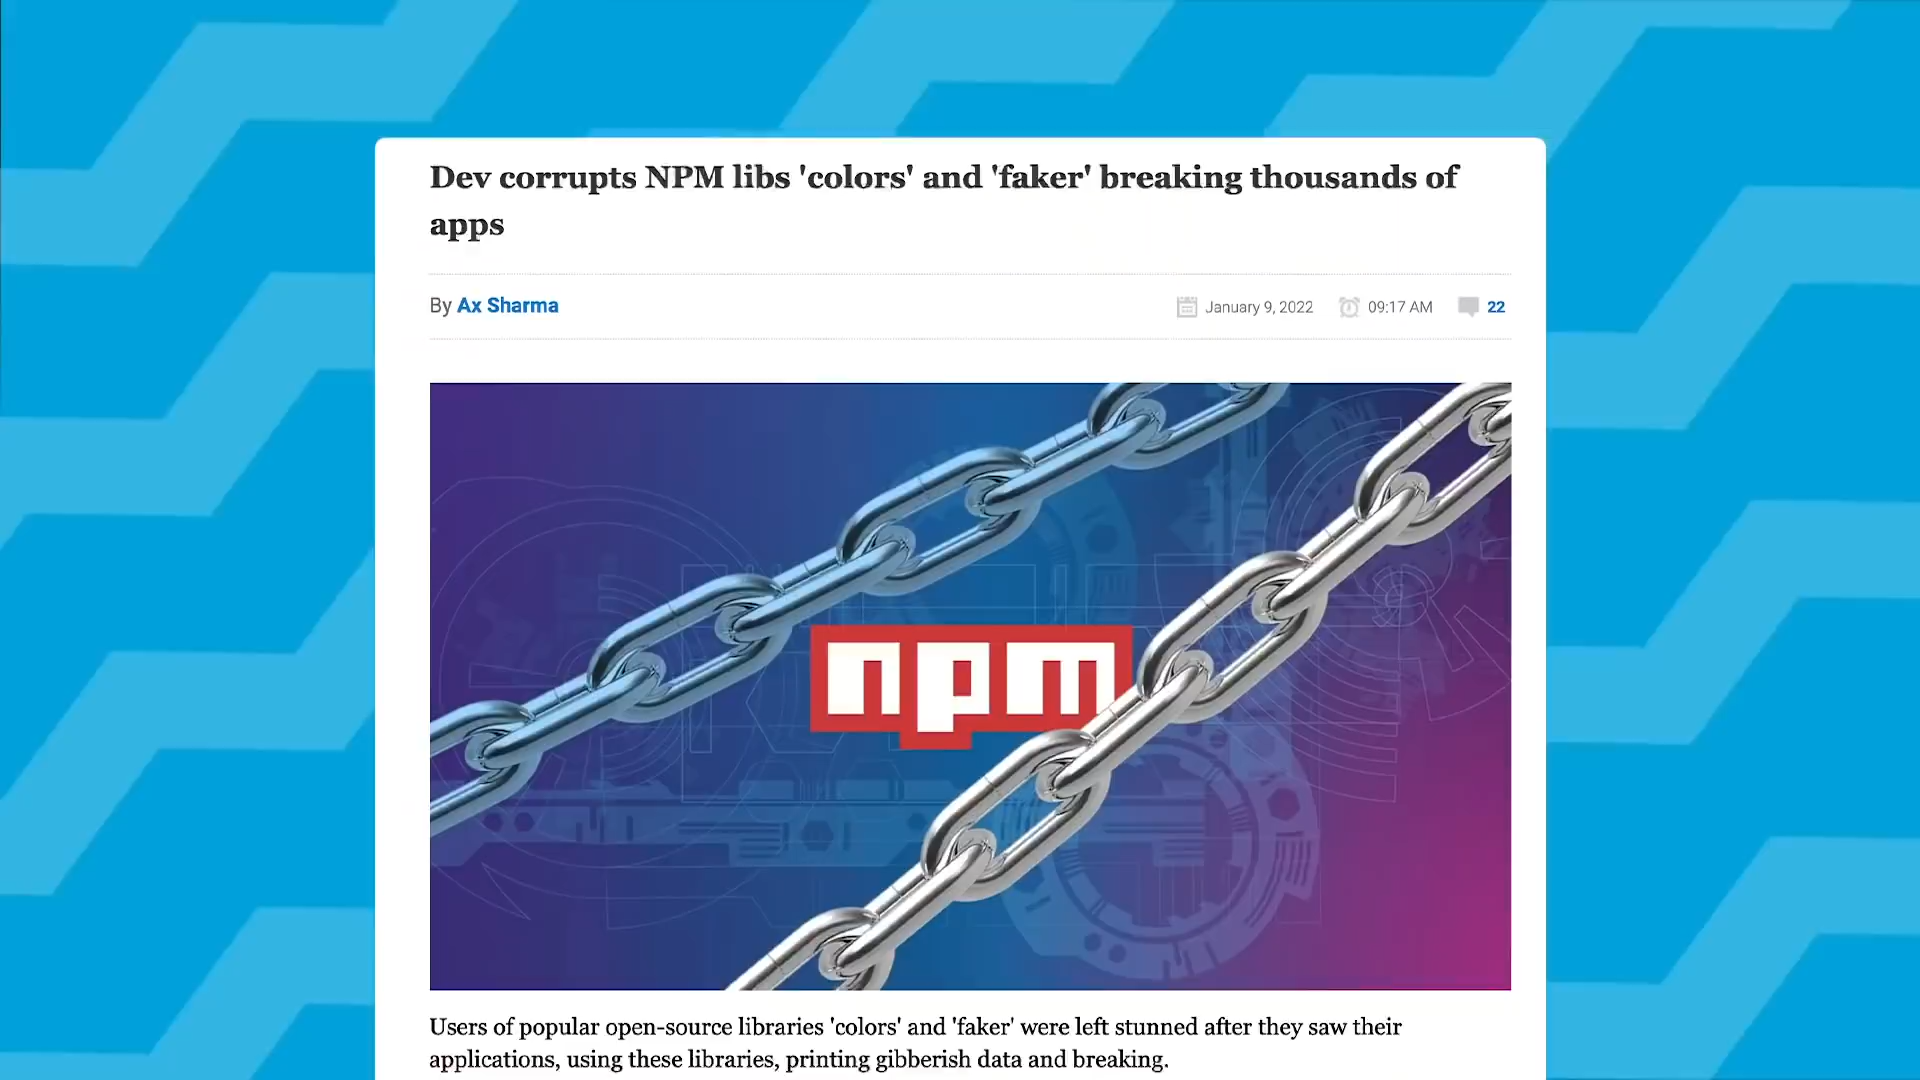 Dev corrupts NPM libs 'colors' and 'faker' breaking thousands of
apps
By Ax Sharma
January 9, 2022
09:17 AM
22
npm
Users of popular open-source libraries 'colors' and 'faker' were left stunned after they saw their
applications, using these libraries, printing gibberish data and breaking.